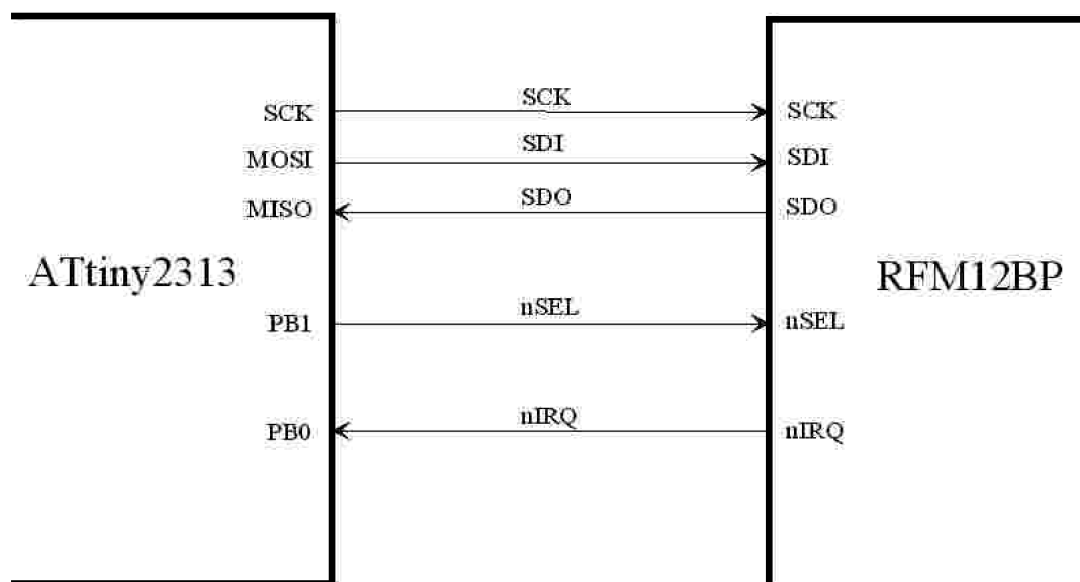 SCK SCK SCK
MOSI SDI SDI
MISO SDO SDO
ATtiny2313 RFM12BP
PB1 nSEL nSEL
PB0 nIRQ nIRQ